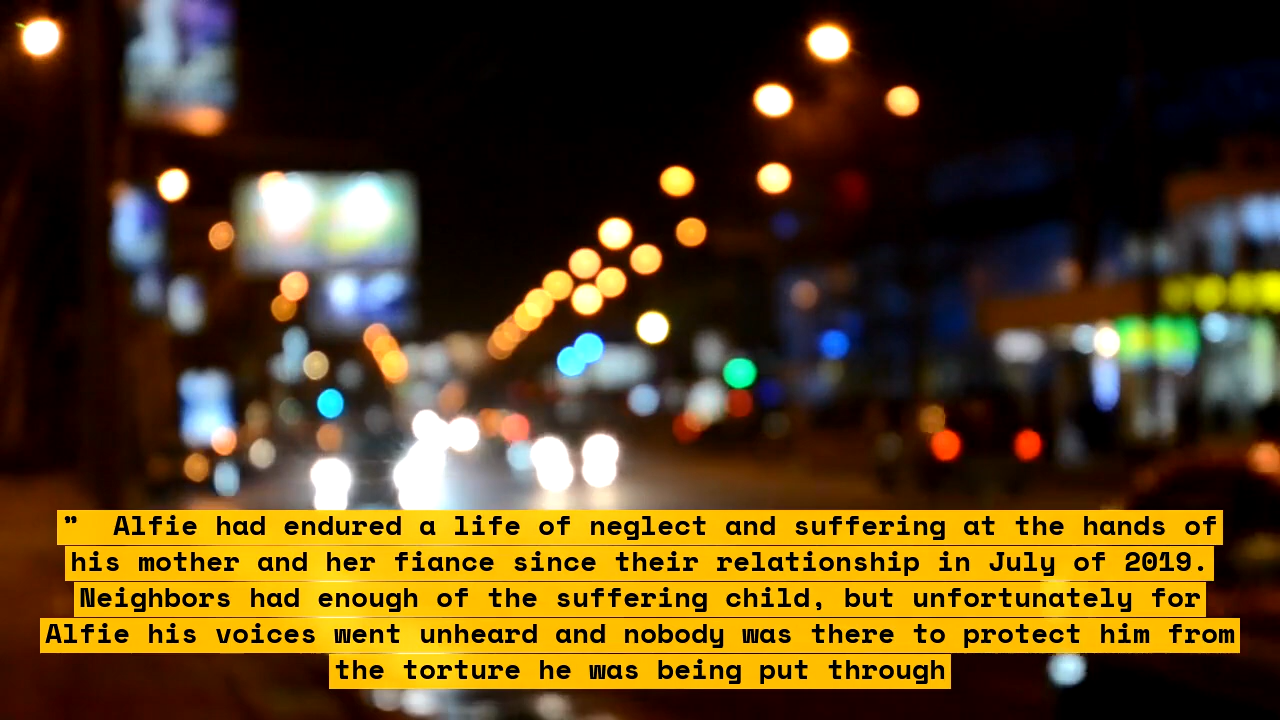 ”  Alfie had endured a life of neglect and suffering at the hands of
his mother and her fiance since their relationship in July of 2019.
Neighbors had enough of the suffering child, but unfortunately for
Alfie his voices went unheard and nobody was there to protect him from
the torture he was being put through